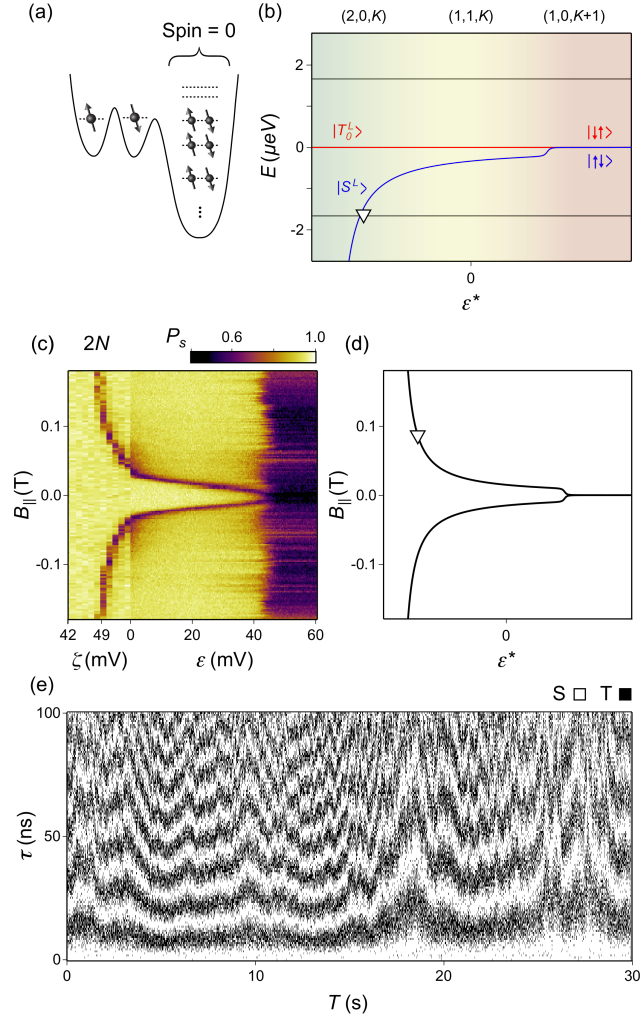 (a)
Spin = 0
(b)
(2,0,K) (1,1,K) (1,0,K+1)
E (μeV)
2
0
-2
|T₀ᴸ⟩ |↓↑⟩
|Sᴸ⟩ |↑↓⟩
0
ε*
(c) 2N Pₛ 0.6 1.0
B|| (T)
0.1
0.0
-0.1
42 49 0 20 40 60
ζ (mV) ε (mV)
(d)
B|| (T)
0.1
0.0
-0.1
0
ε*
(e) S □ T ■
τ (ns)
100
50
0
0 10 20 30
T (s)